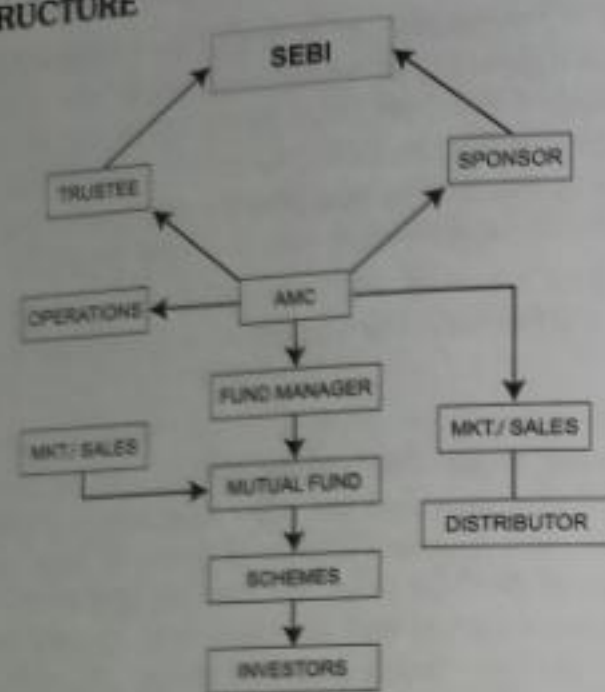 RUCTURE
SEBI
TRUSTEE
SPONSOR
OPERATIONS
AMC
FUND MANAGER
MKT./ SALES
MKT./ SALES
MUTUAL FUND
DISTRIBUTOR
SCHEMES
INVESTORS